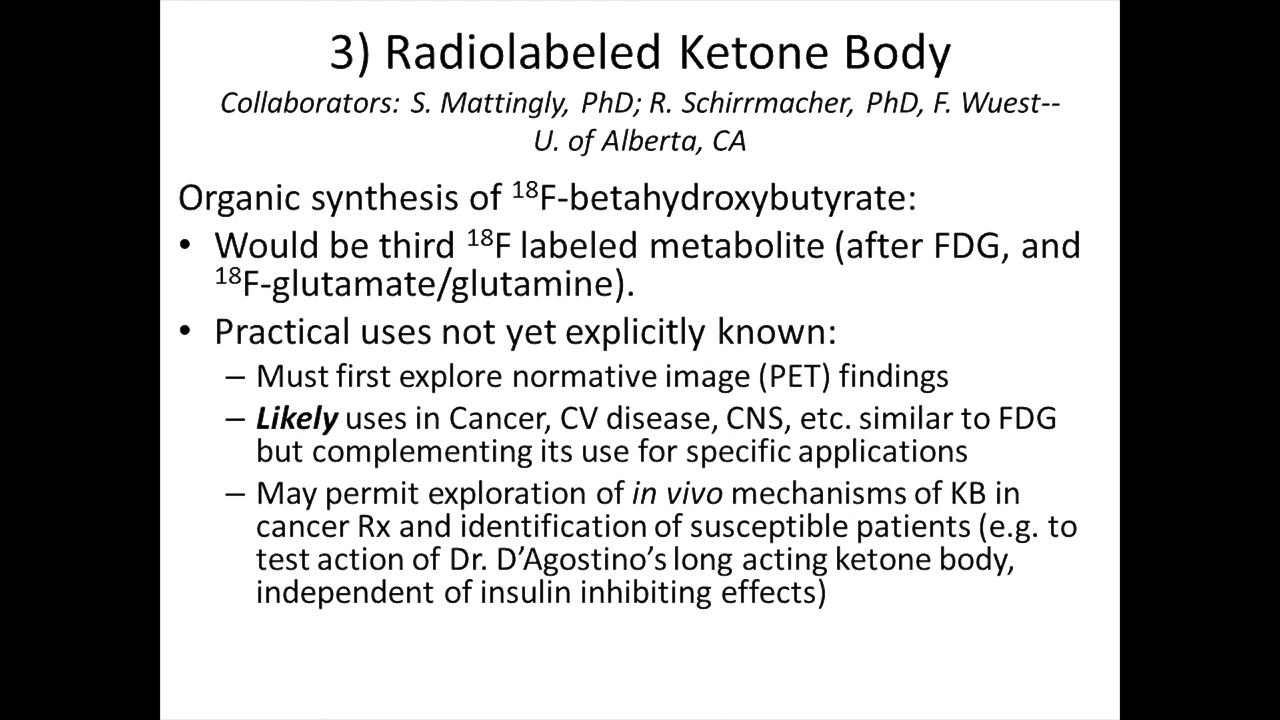 3) Radiolabeled Ketone Body
Collaborators: S. Mattingly, PhD; R. Schirrmacher, PhD, F. Wuest--
U. of Alberta, CA
Organic synthesis of ¹⁸F-betahydroxybutyrate:
• Would be third ¹⁸F labeled metabolite (after FDG, and
¹⁸F-glutamate/glutamine).
• Practical uses not yet explicitly known:
– Must first explore normative image (PET) findings
– Likely uses in Cancer, CV disease, CNS, etc. similar to FDG
but complementing its use for specific applications
– May permit exploration of in vivo mechanisms of KB in
cancer Rx and identification of susceptible patients (e.g. to
test action of Dr. D’Agostino’s long acting ketone body,
independent of insulin inhibiting effects)